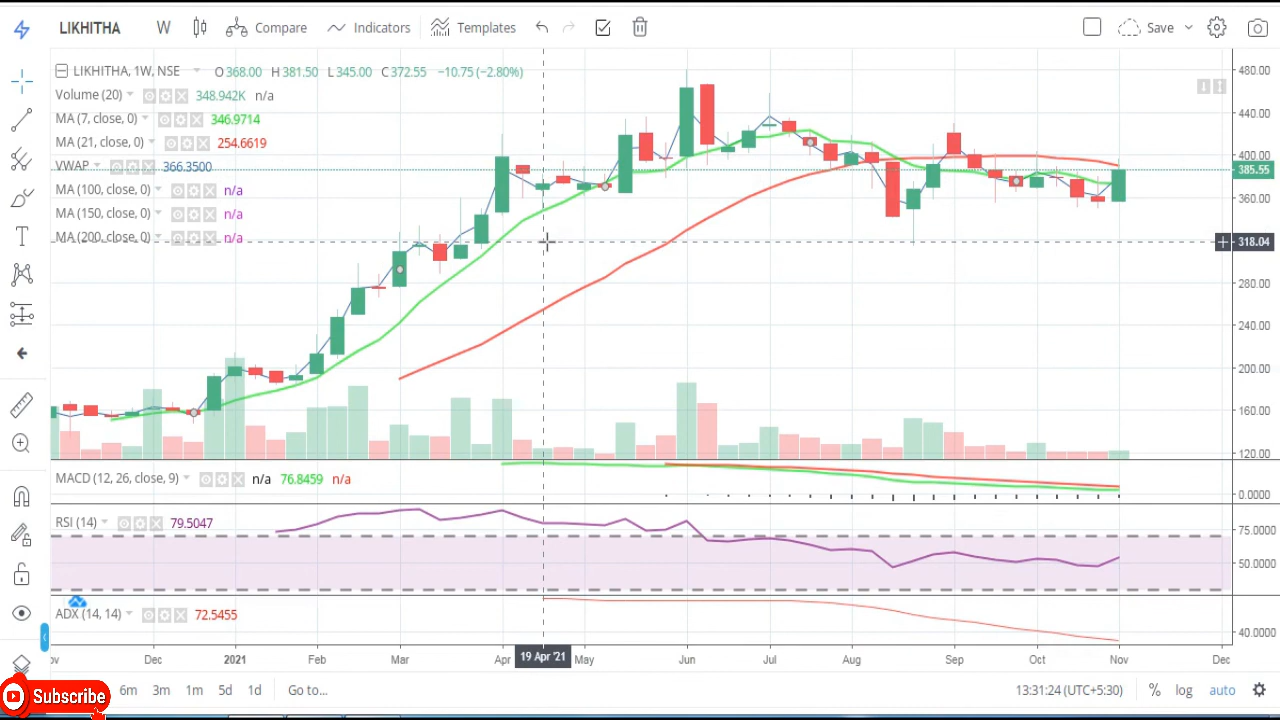 LIKHITHA W Compare Indicators Templates Save
LIKHITHA, 1W, NSE O368.00 H381.50 L345.00 C372.55 −10.75 (−2.80%)
Volume (20) 348.942K n/a
MA (7, close, 0) 346.9714
MA (21, close, 0) 254.6619
VWAP 366.3500
MA (100, close, 0) n/a
MA (150, close, 0) n/a
MA (200, close, 0) n/a
480.00
440.00
400.00
385.55
360.00
318.04
280.00
240.00
200.00
160.00
120.00
MACD (12, 26, close, 9) n/a 76.8459 n/a
0.0000
RSI (14) 79.5047
75.0000
50.0000
ADX (14, 14) 72.5455
40.0000
Dec 2021 Feb Mar Apr 19 Apr '21 May Jun Jul Aug Sep Oct Nov Dec
Subscribe 6m 3m 1m 5d 1d Go to... 13:31:24 (UTC+5:30) % log auto